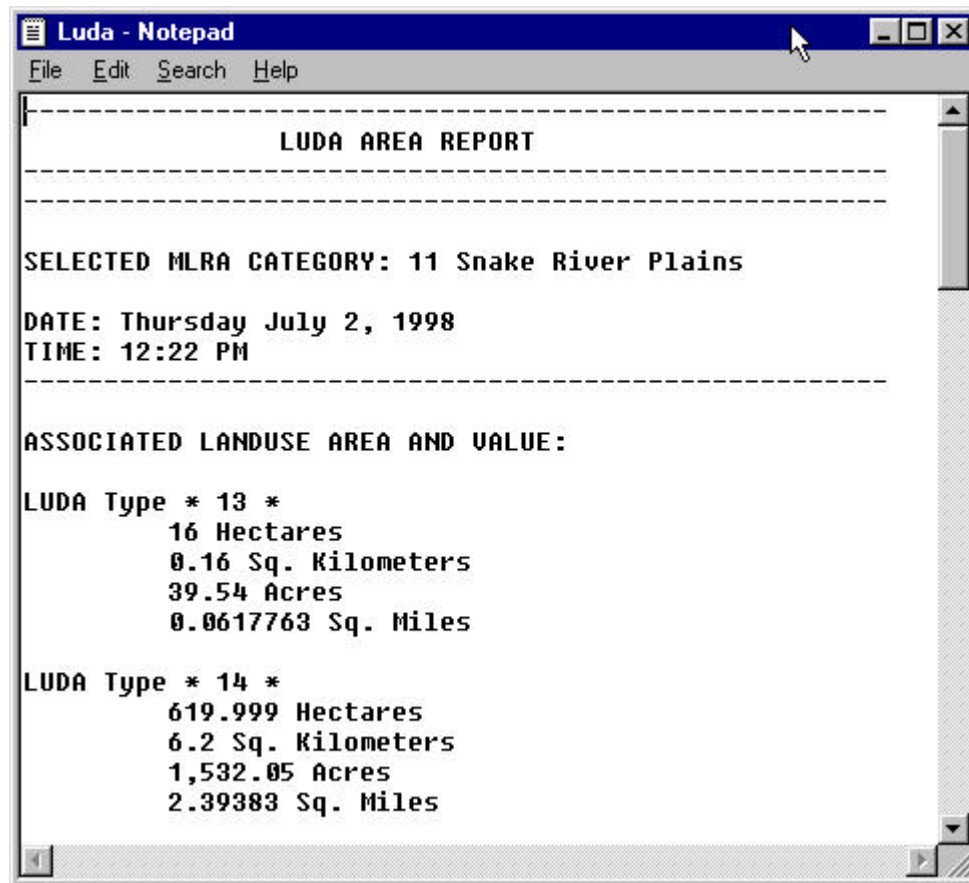 Luda - Notepad
File Edit Search Help
------------------------------------------------------
LUDA AREA REPORT
------------------------------------------------------
------------------------------------------------------
SELECTED MLRA CATEGORY: 11 Snake River Plains
DATE: Thursday July 2, 1998
TIME: 12:22 PM
------------------------------------------------------
ASSOCIATED LANDUSE AREA AND VALUE:
LUDA Type * 13 *
16 Hectares
0.16 Sq. Kilometers
39.54 Acres
0.0617763 Sq. Miles
LUDA Type * 14 *
619.999 Hectares
6.2 Sq. Kilometers
1,532.05 Acres
2.39383 Sq. Miles